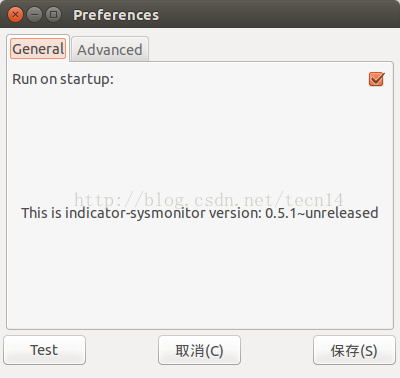 Preferences
General Advanced
Run on startup:
http://blog.csdn.net/tecn14
This is indicator-sysmonitor version: 0.5.1~unreleased
Test 取消(C) 保存(S)